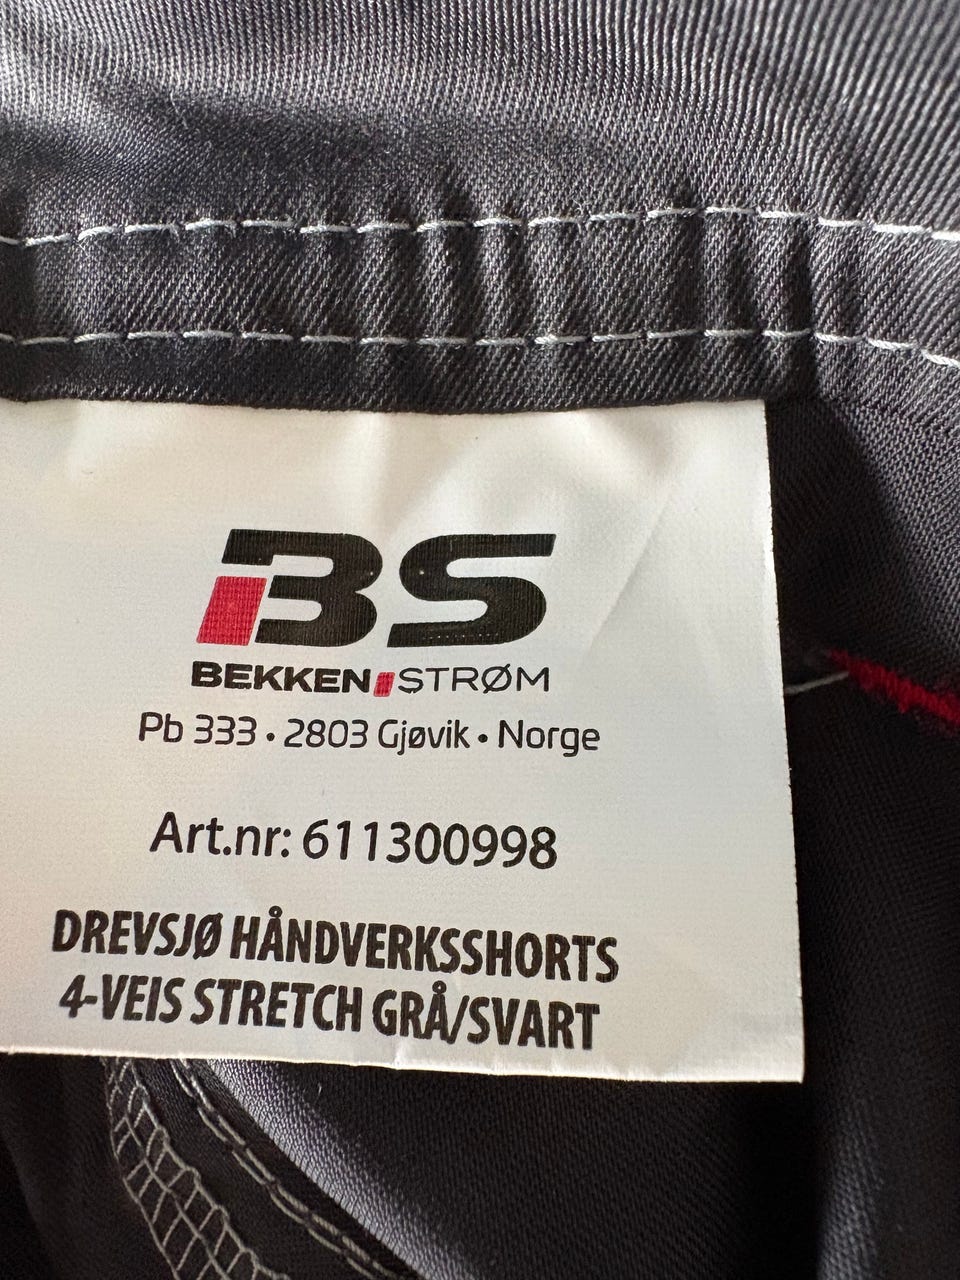 BS
BEKKEN STRØM
Pb 333 • 2803 Gjøvik • Norge
Art.nr: 611300998
DREVSJØ HÅNDVERKSSHORTS
4-VEIS STRETCH GRÅ/SVART